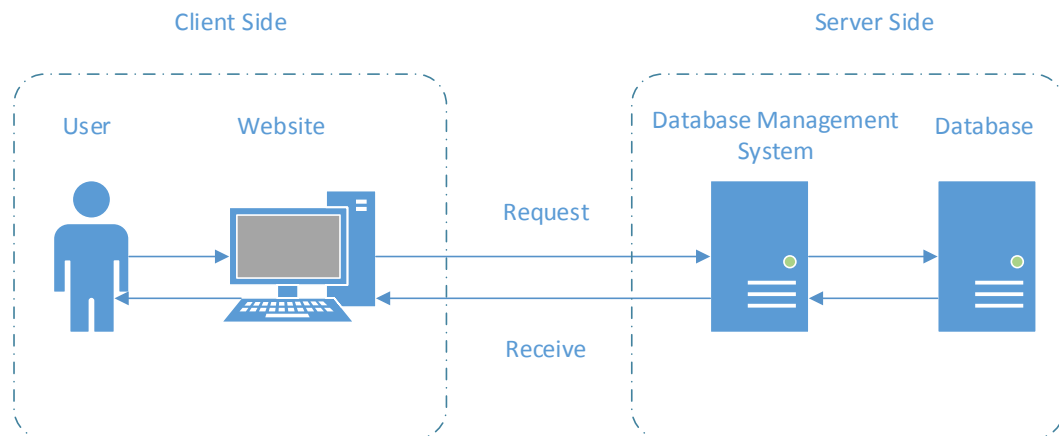 Client Side
Server Side
User
Website
Database Management
System
Database
Request
Receive